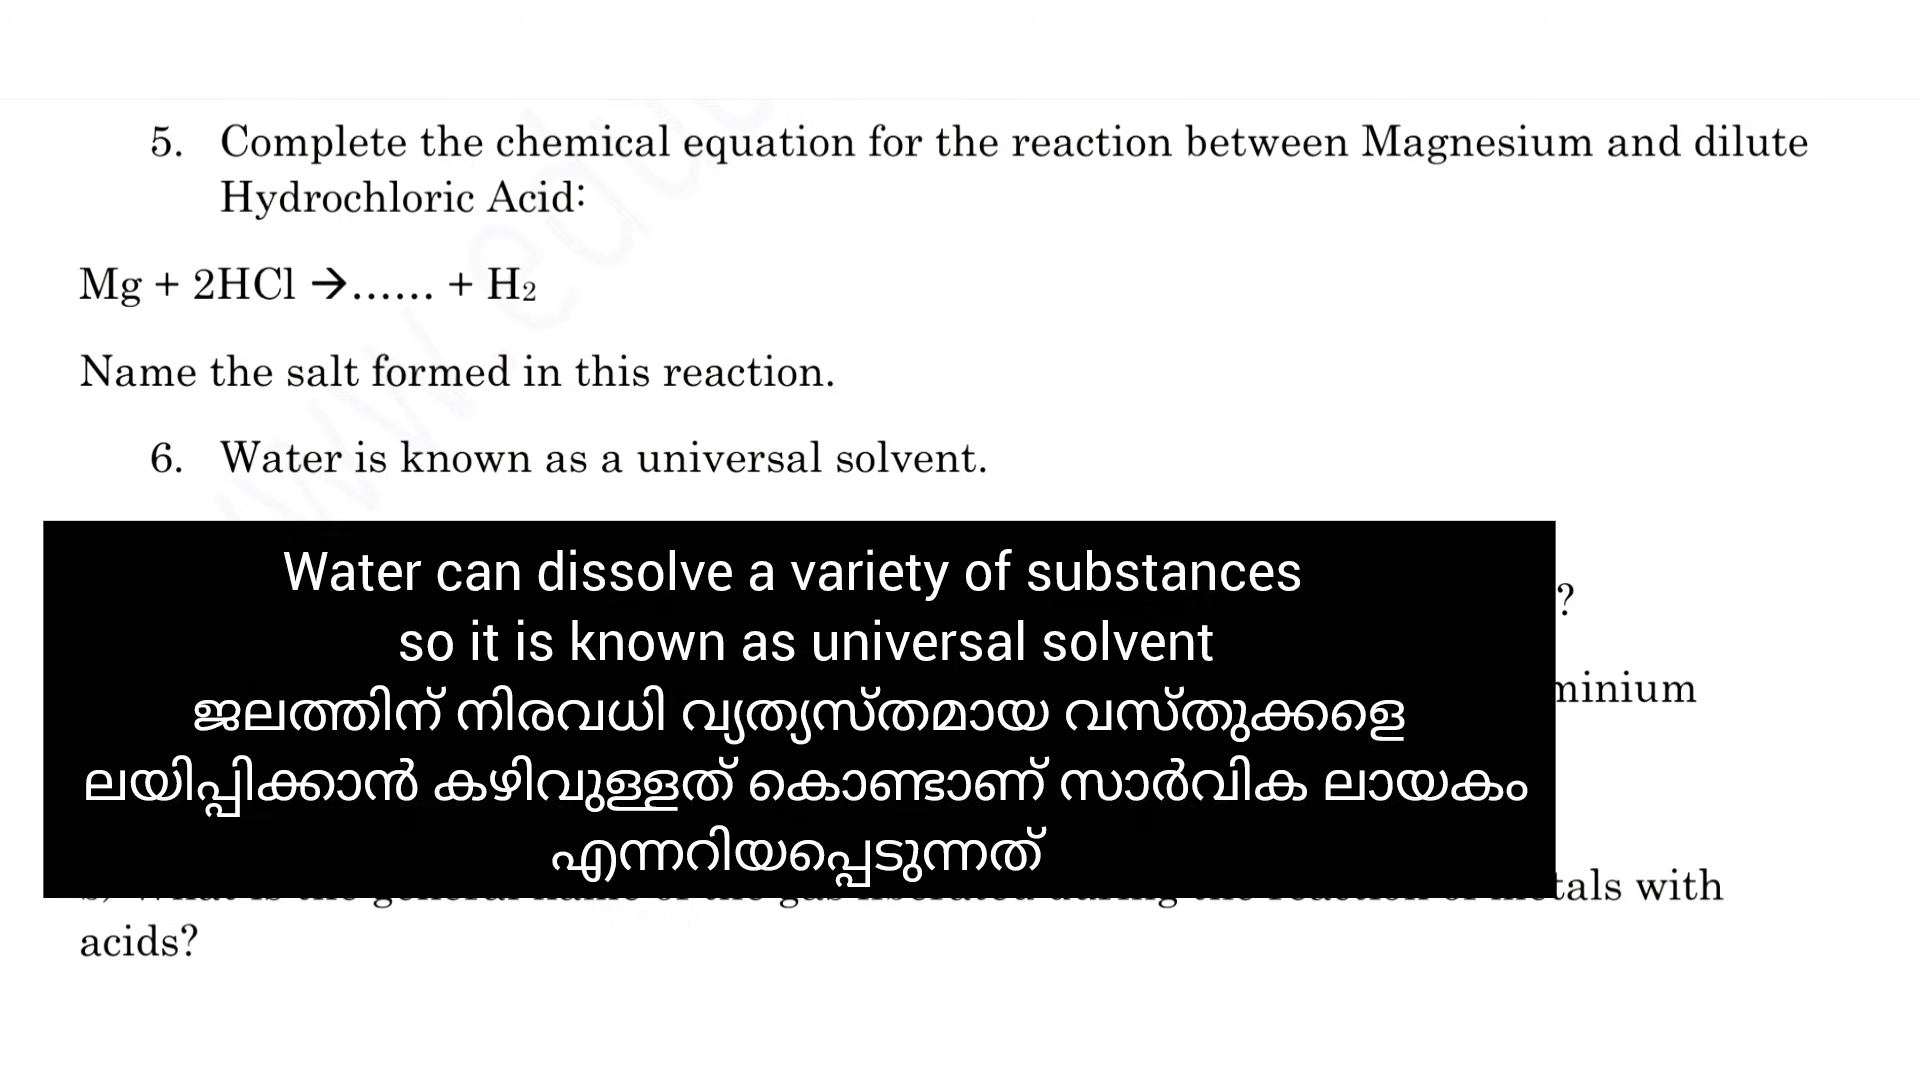 5. Complete the chemical equation for the reaction between Magnesium and dilute
Hydrochloric Acid:
Mg + 2HCl →...... + H₂
Name the salt formed in this reaction.
6. Water is known as a universal solvent.
Water can dissolve a variety of substances
?
so it is known as universal solvent
ജലത്തിന് നിരവധി വ്യത്യസ്തമായ വസ്തുക്കളെ
ലയിപ്പിക്കാൻ കഴിവുള്ളത് കൊണ്ടാണ് സാർവിക ലായകം
എന്നറിയപ്പെടുന്നത്
with
acids?